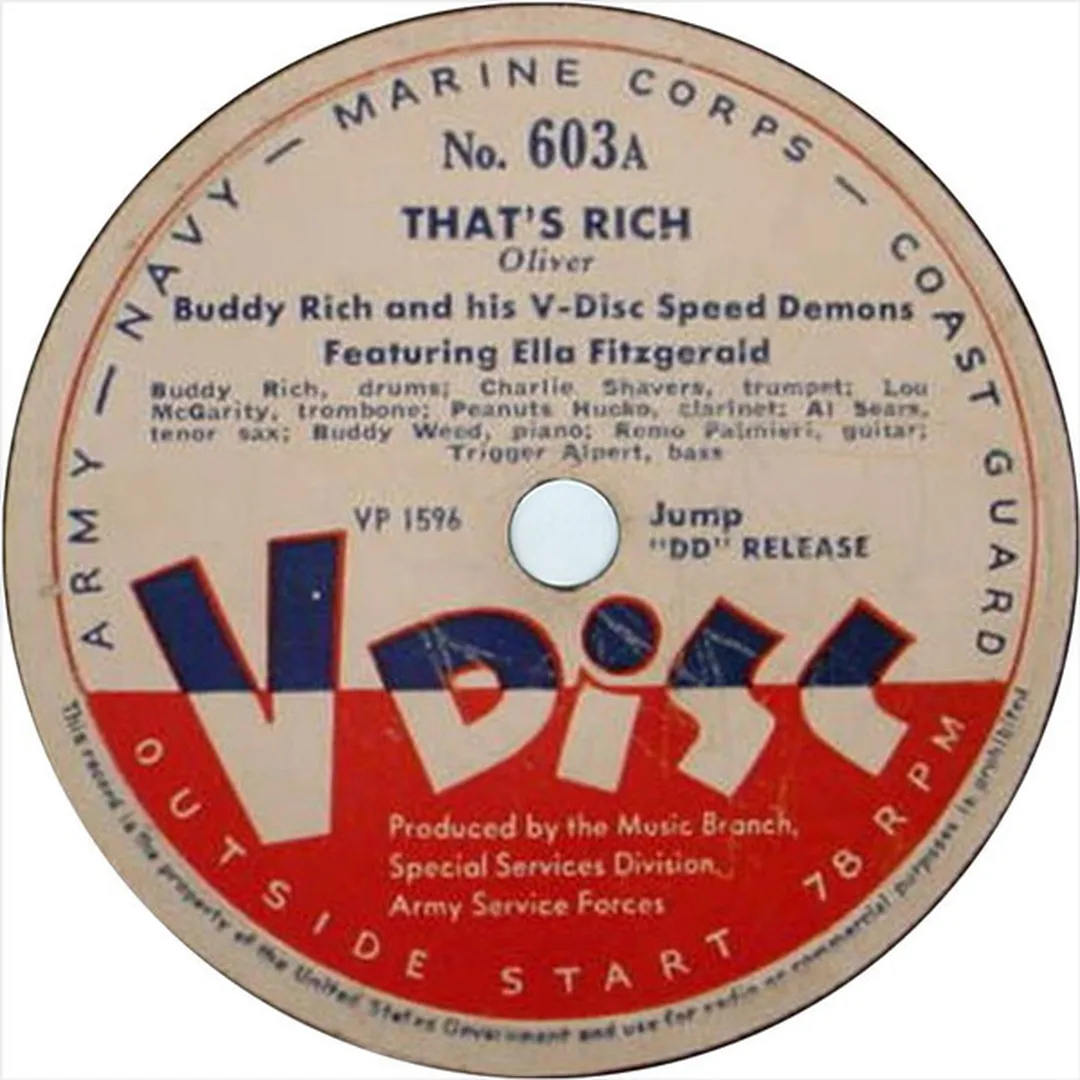 ARMY — NAVY — MARINE CORPS — COAST GUARD
No. 603A
THAT'S RICH
Oliver
Buddy Rich and his V-Disc Speed Demons
Featuring Ella Fitzgerald
Buddy Rich, drums; Charlie Shavers, trumpet; Lou
McGarity, trombone; Peanuts Hucko, clarinet; Al Sears,
tenor sax; Buddy Weed, piano; Remo Palmieri, guitar;
Trigger Alpert, bass
VP 1596
Jump
"DD" RELEASE
V DiSC
Produced by the Music Branch,
Special Services Division,
Army Service Forces
OUTSIDE START 78 RPM
This record is the property of the United States Government and use for radio or commercial purposes is prohibited